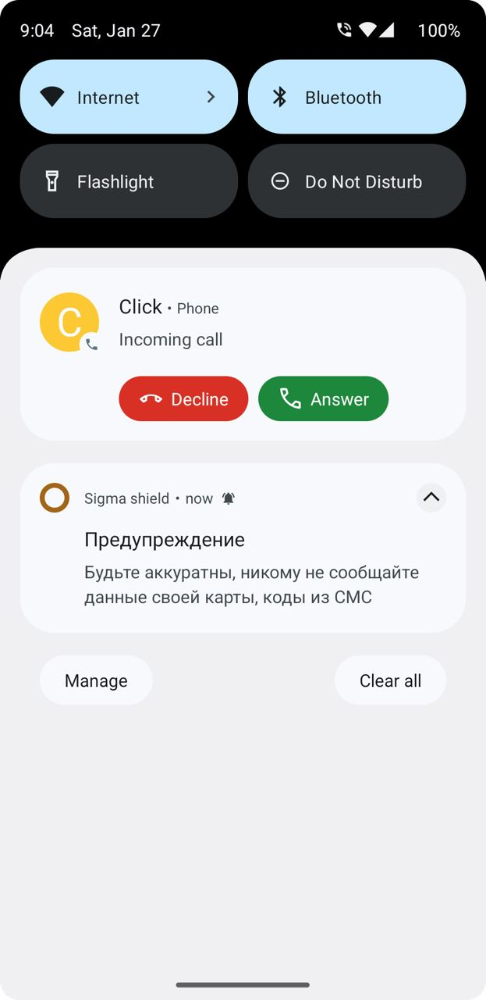 9:04 Sat, Jan 27 100%
Internet Bluetooth
Flashlight Do Not Disturb
C
Click • Phone
Incoming call
Decline Answer
Sigma shield • now
Предупреждение
Будьте аккуратны, никому не сообщайте
данные своей карты, коды из СМС
Manage Clear all